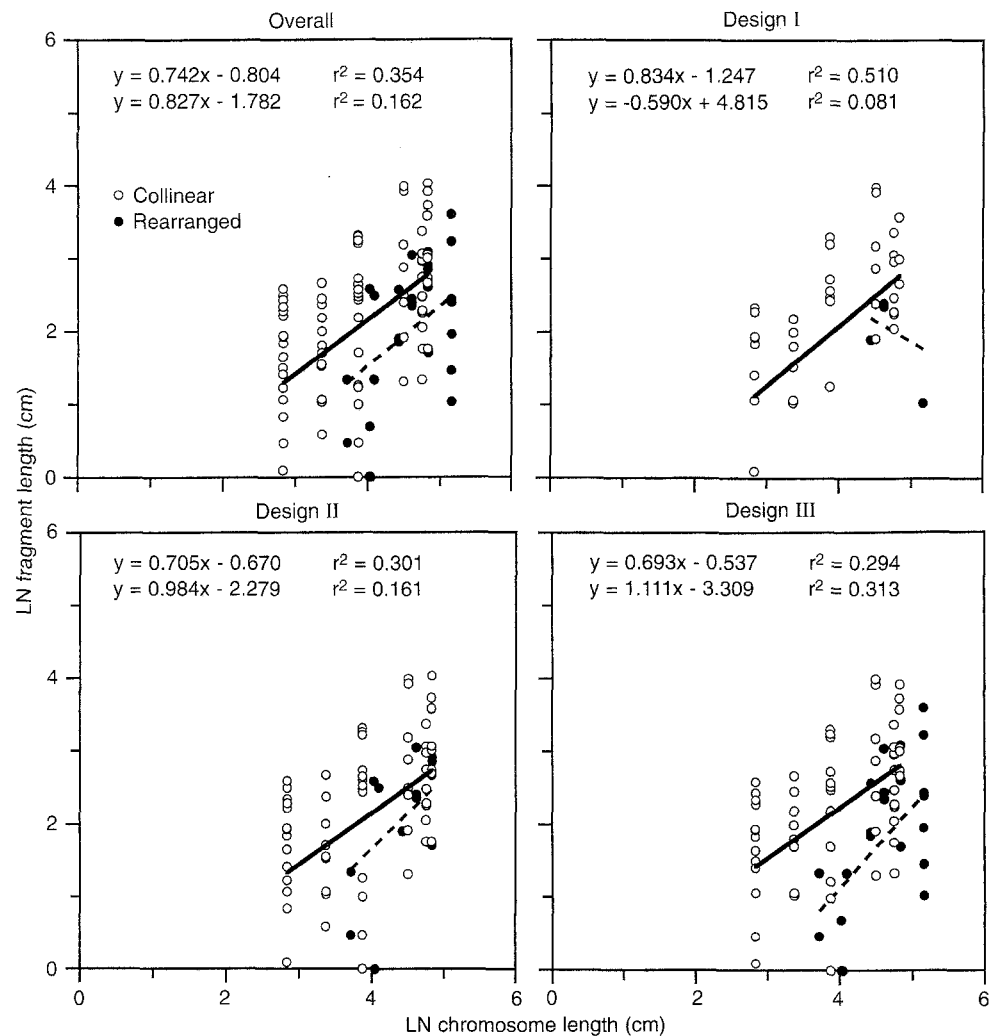 Overall
6
y = 0.742x - 0.804 r² = 0.354
y = 0.827x - 1.782 r² = 0.162
Collinear
Rearranged
4
2
0
Design I
y = 0.834x - 1.247 r² = 0.510
y = -0.590x + 4.815 r² = 0.081
LN fragment length (cm)
Design II
6
y = 0.705x - 0.670 r² = 0.301
y = 0.984x - 2.279 r² = 0.161
4
2
0
0 2 4 6
Design III
y = 0.693x - 0.537 r² = 0.294
y = 1.111x - 3.309 r² = 0.313
0 2 4 6
LN chromosome length (cm)